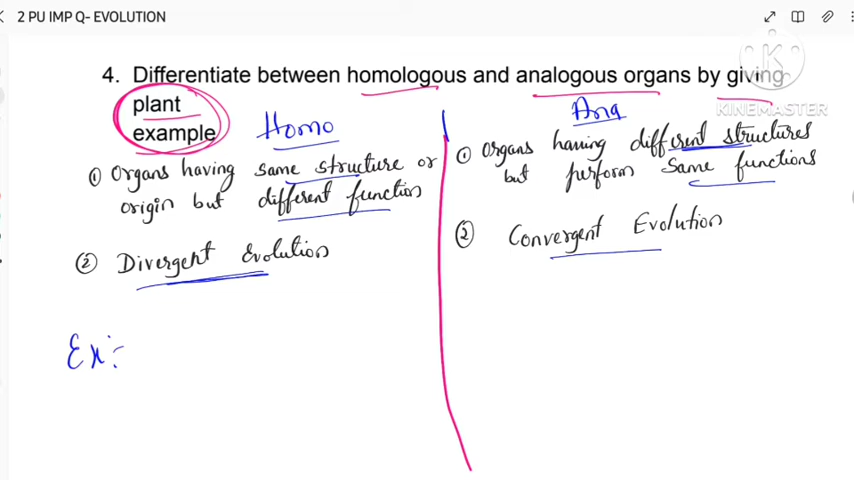 2 PU IMP Q- EVOLUTION
KINEMASTER
4. Differentiate between homologous and analogous organs by giving
plant
example
Homo
① Organs having same structure or
origin but different function
② Divergent Evolution
Ex:-
Ana
① Organs having different structures
but perform same functions
② Convergent Evolution